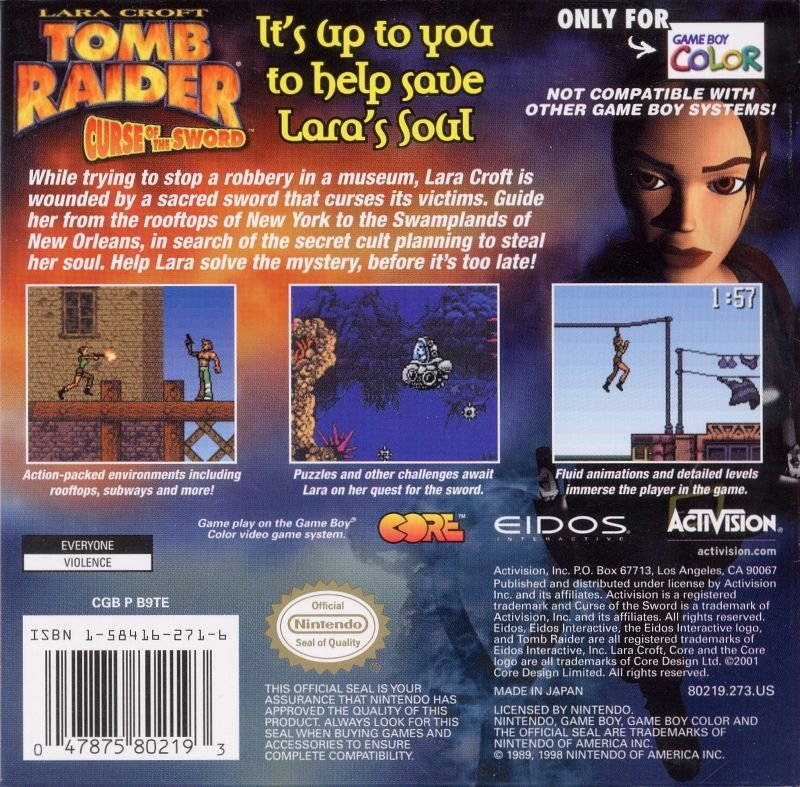 LARA CROFT
TOMB
RAIDER
CURSE OF THE SWORD™
It's up to you
to help save
Lara's Soul
ONLY FOR
GAME BOY
COLOR
NOT COMPATIBLE WITH
OTHER GAME BOY SYSTEMS!
While trying to stop a robbery in a museum, Lara Croft is
wounded by a sacred sword that curses its victims. Guide
her from the rooftops of New York to the Swamplands of
New Orleans, in search of the secret cult planning to steal
her soul. Help Lara solve the mystery, before it's too late!
1:57
Action-packed environments including
rooftops, subways and more!
Puzzles and other challenges await
Lara on her quest for the sword.
Fluid animations and detailed levels
immerse the player in the game.
Game play on the Game Boy®
Color video game system.
CORE™
EIDOS
INTERACTIVE
ACTIVISION®
activision.com
EVERYONE
VIOLENCE
CGB P B9TE
ISBN 1-58416-271-6
0 47875 80219 3
Official
Nintendo
Seal of Quality
THIS OFFICIAL SEAL IS YOUR
ASSURANCE THAT NINTENDO HAS
APPROVED THE QUALITY OF THIS
PRODUCT. ALWAYS LOOK FOR THIS
SEAL WHEN BUYING GAMES AND
ACCESSORIES TO ENSURE
COMPLETE COMPATIBILITY.
Activision, Inc. P.O. Box 67713, Los Angeles, CA 90067
Published and distributed under license by Activision
Inc. and its affiliates. Activision is a registered
trademark and Curse of the Sword is a trademark of
Activision, Inc. and its affiliates. All rights reserved.
Eidos, Eidos Interactive, the Eidos Interactive logo,
and Tomb Raider are all registered trademarks of
Eidos Interactive, Inc. Lara Croft, Core and the Core
logo are all trademarks of Core Design Ltd. ©2001
Core Design Limited. All rights reserved.
MADE IN JAPAN
80219.273.US
LICENSED BY NINTENDO.
NINTENDO, GAME BOY, GAME BOY COLOR AND
THE OFFICIAL SEAL ARE TRADEMARKS OF
NINTENDO OF AMERICA INC.
© 1989, 1998 NINTENDO OF AMERICA INC.